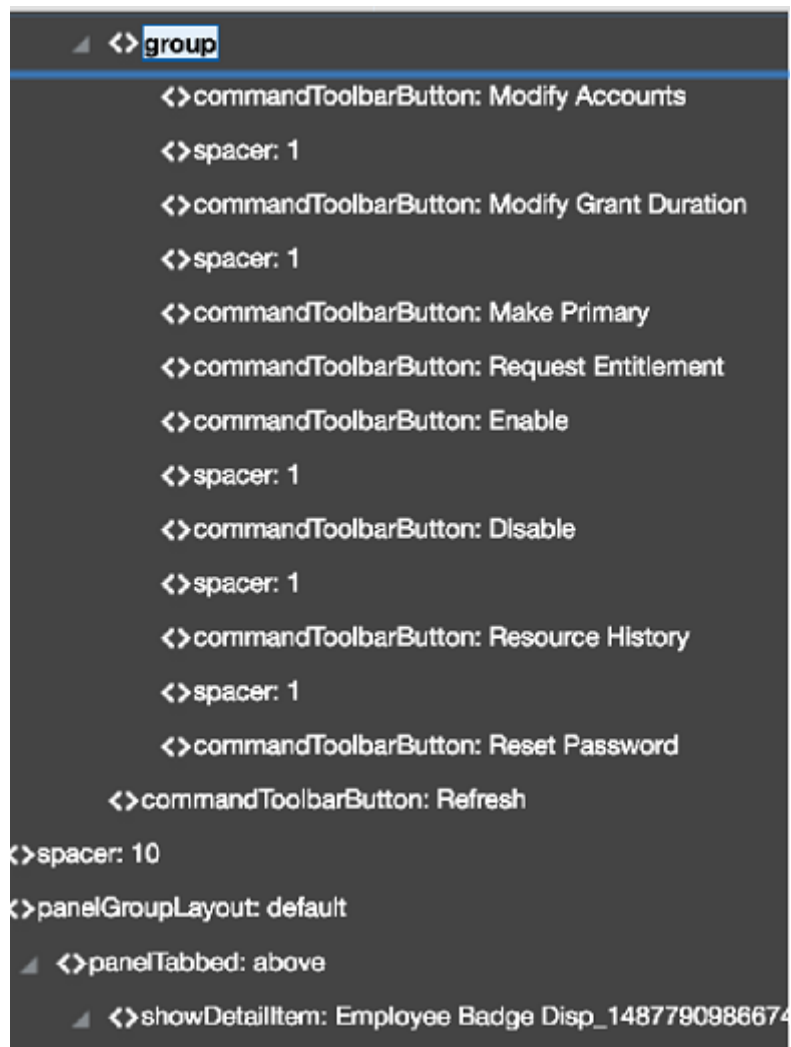 <>group
<>commandToolbarButton: Modify Accounts
<>spacer: 1
<>commandToolbarButton: Modify Grant Duration
<>spacer: 1
<>commandToolbarButton: Make Primary
<>commandToolbarButton: Request Entitlement
<>commandToolbarButton: Enable
<>spacer: 1
<>commandToolbarButton: Disable
<>spacer: 1
<>commandToolbarButton: Resource History
<>spacer: 1
<>commandToolbarButton: Reset Password
<>commandToolbarButton: Refresh
<>spacer: 10
<>panelGroupLayout: default
<>panelTabbed: above
<>showDetailItem: Employee Badge Disp_1487790986674